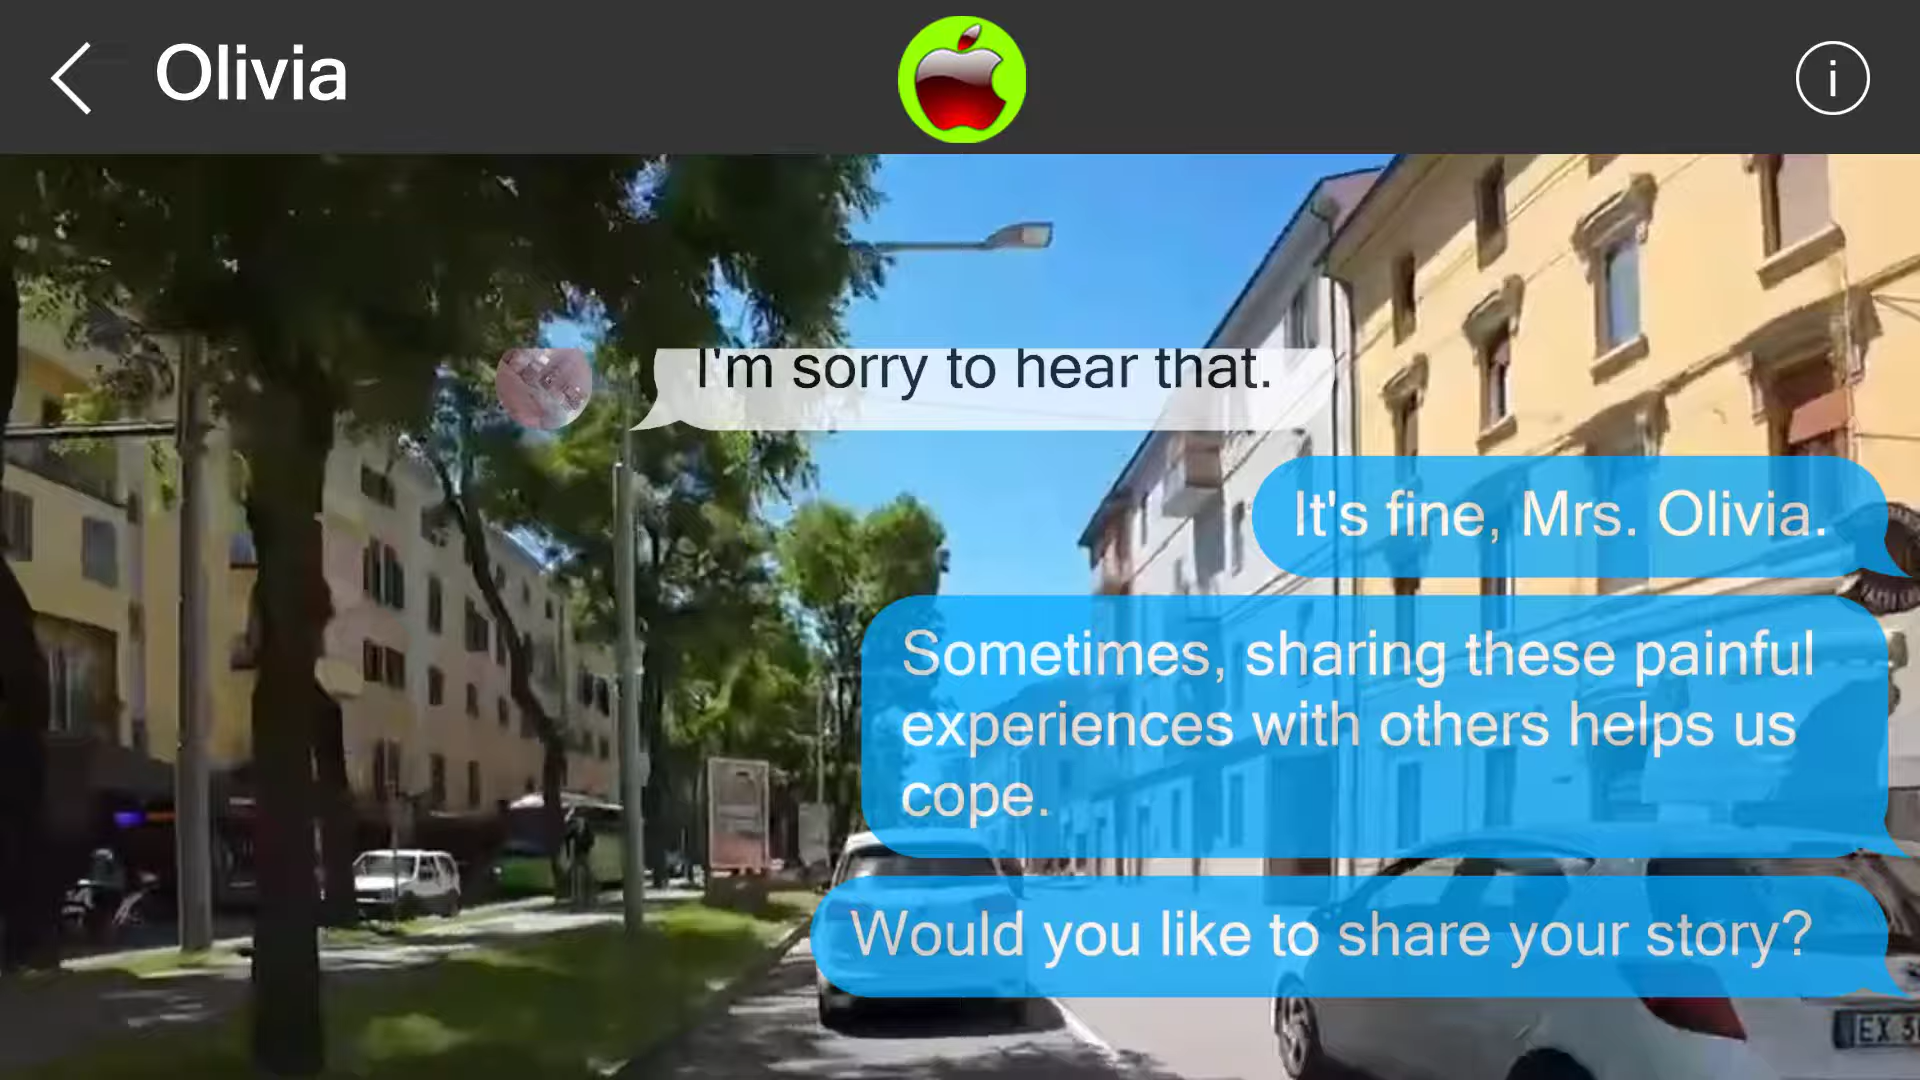 Olivia
i
I'm sorry to hear that.
It's fine, Mrs. Olivia.
Sometimes, sharing these painful
experiences with others helps us
cope.
Would you like to share your story?
EX